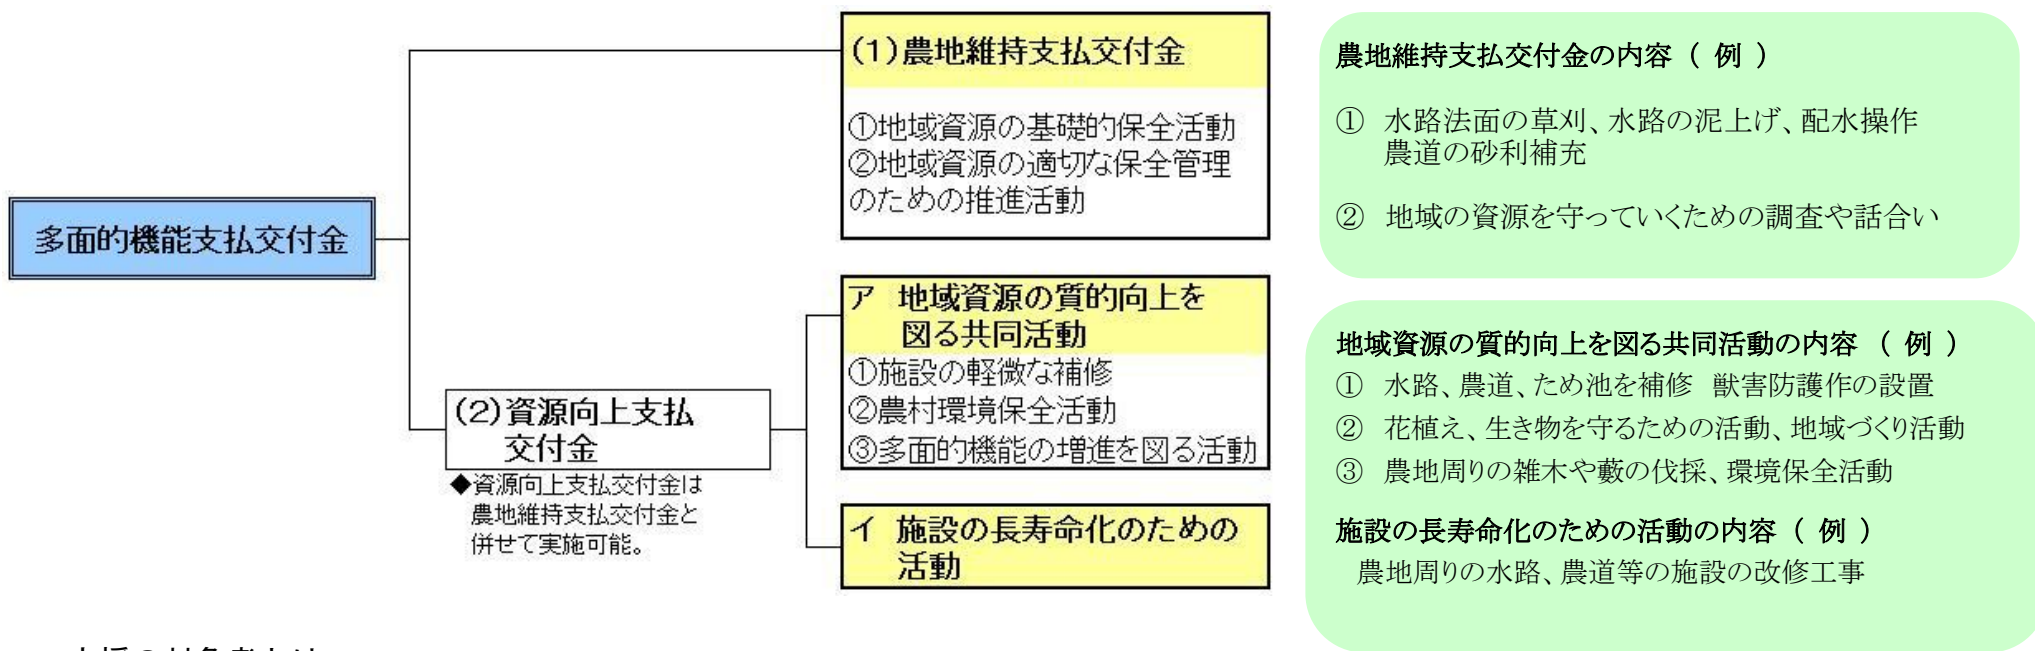 多面的機能支払交付金
(1)農地維持支払交付金
①地域資源の基礎的保全活動
②地域資源の適切な保全管理
のための推進活動
(2)資源向上支払
交付金
◆資源向上支払交付金は
農地維持支払交付金と
併せて実施可能。
ア 地域資源の質的向上を
図る共同活動
①施設の軽微な補修
②農村環境保全活動
③多面的機能の増進を図る活動
イ 施設の長寿命化のための
活動
農地維持支払交付金の内容 ( 例 )
① 水路法面の草刈、水路の泥上げ、配水操作
農道の砂利補充
② 地域の資源を守っていくための調査や話合い
地域資源の質的向上を図る共同活動の内容 ( 例 )
① 水路、農道、ため池を補修 獣害防護作の設置
② 花植え、生き物を守るための活動、地域づくり活動
③ 農地周りの雑木や藪の伐採、環境保全活動
施設の長寿命化のための活動の内容 ( 例 )
農地周りの水路、農道等の施設の改修工事